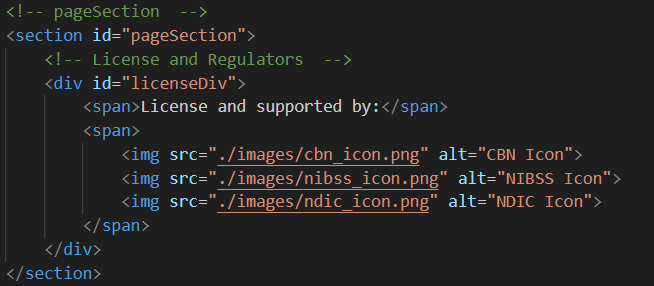 <!-- pageSection  -->
<section id="pageSection">
    <!-- License and Regulators  -->
    <div id="licenseDiv">
        <span>License and supported by:</span>
        <span>
            <img src="./images/cbn_icon.png" alt="CBN Icon">
            <img src="./images/nibss_icon.png" alt="NIBSS Icon">
            <img src="./images/ndic_icon.png" alt="NDIC Icon">
        </span>
    </div>
</section>